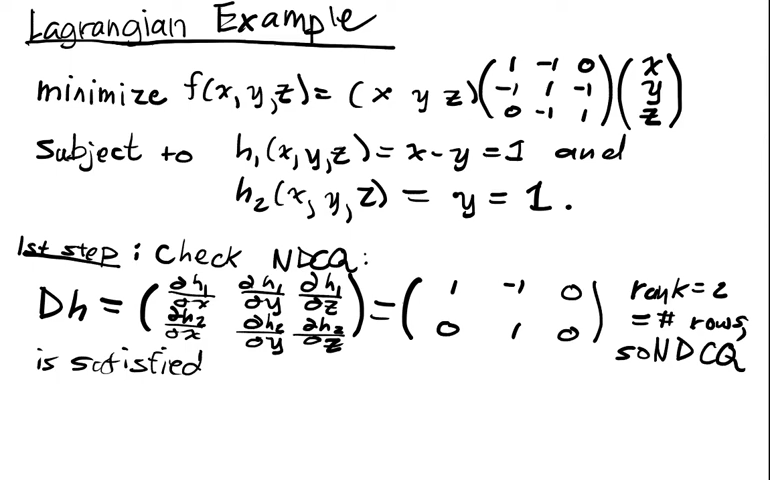 Lagrangian Example
minimize f(x,y,z)= (x y z) (1 -1 0 / -1 1 -1 / 0 -1 1) (x / y / z)
Subject to h₁(x,y,z)= x-y =1 and
h₂(x,y,z) = y = 1.
1st step : Check NDCQ:
Dh = (∂h₁/∂x ∂h₁/∂y ∂h₁/∂z / ∂h₂/∂x ∂h₂/∂y ∂h₂/∂z) = (1 -1 0 / 0 1 0) rank=2
=# rows,
so NDCQ
is satisfied